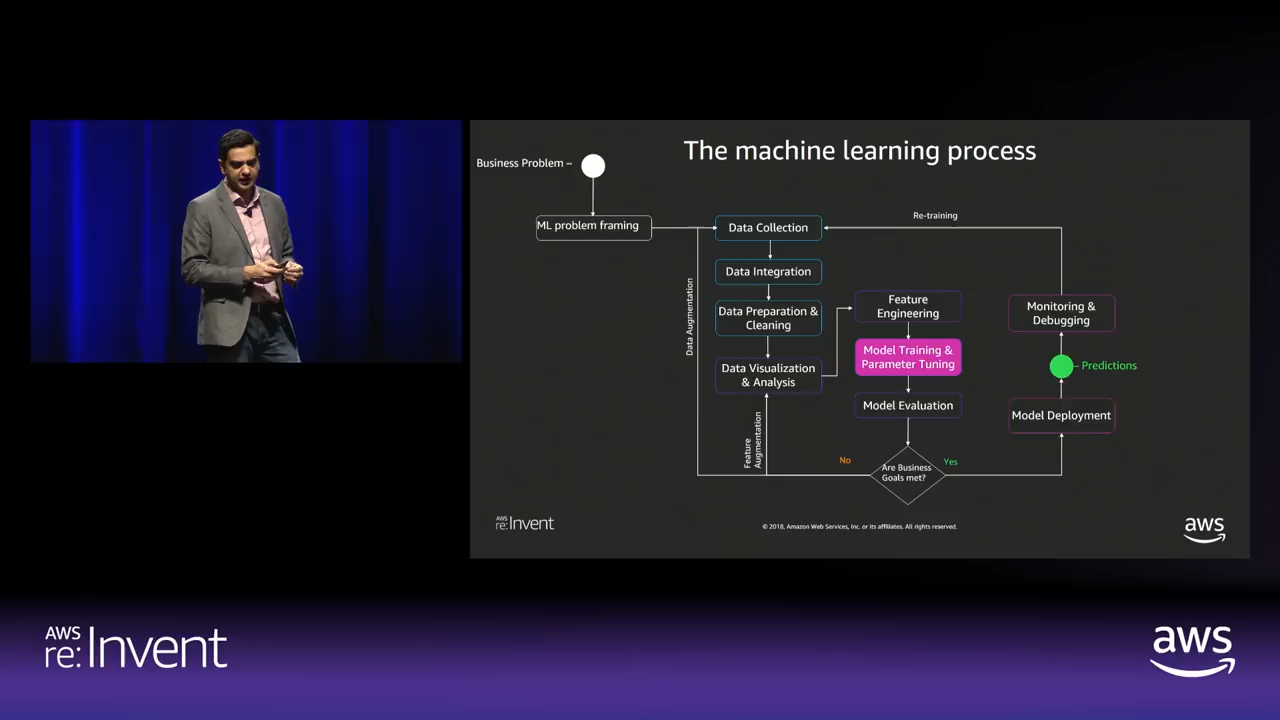 The machine learning process
Business Problem –
ML problem framing
Data Collection
Re-training
Data Integration
Data Augmentation
Data Preparation &
Cleaning
Feature
Engineering
Monitoring &
Debugging
Model Training &
Parameter Tuning
Data Visualization
& Analysis
Predictions
Model Evaluation
Model Deployment
Feature
Augmentation
No
Are Business
Goals met?
Yes
AWS
re:Invent
© 2018, Amazon Web Services, Inc. or its affiliates. All rights reserved.
aws
AWS
re:Invent
aws